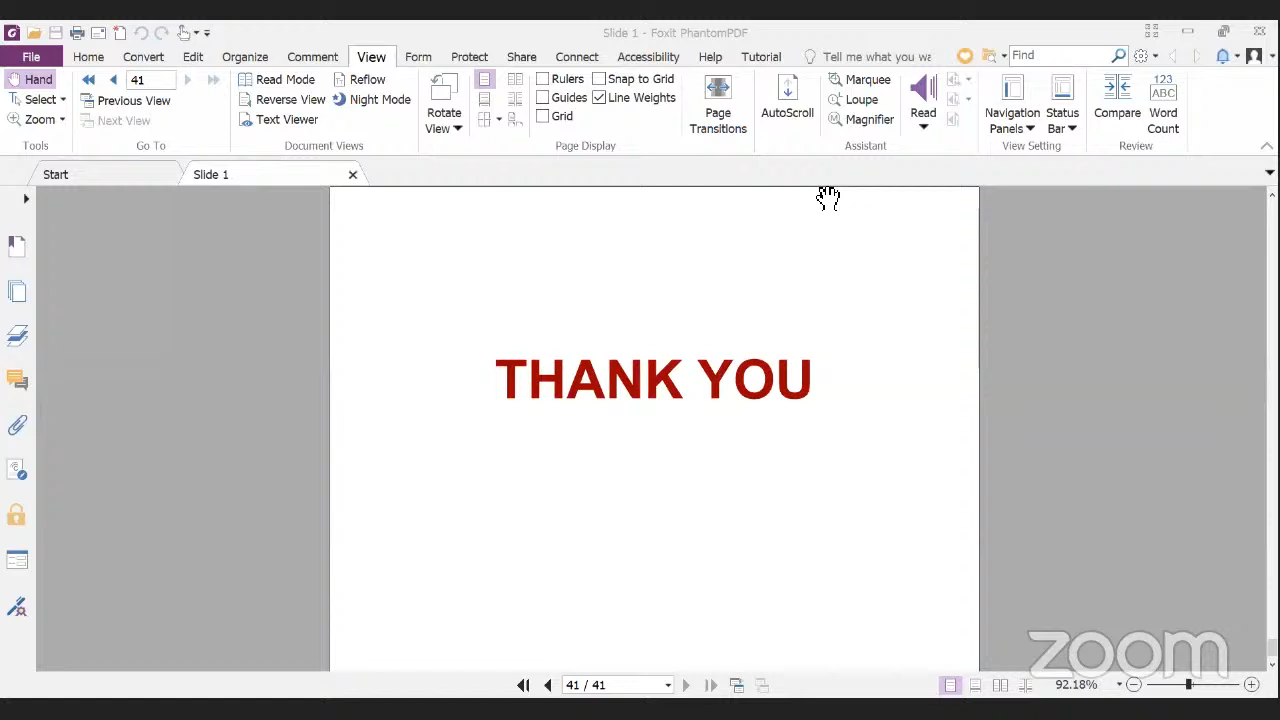 Slide 1 - Foxit PhantomPDF
File Home Convert Edit Organize Comment View Form Protect Share Connect Accessibility Help Tutorial Tell me what you wa Find
Hand 41 Read Mode Reflow Rulers Snap to Grid Marquee
Select Previous View Reverse View Night Mode Guides Line Weights Loupe
Zoom Next View Text Viewer Grid Magnifier
Rotate View Page Transitions AutoScroll Read Navigation Panels Status Bar Compare 123 ABC Word Count
Tools Go To Document Views Page Display Assistant View Setting Review
Start Slide 1
THANK YOU
zoom
41 / 41 92.18%